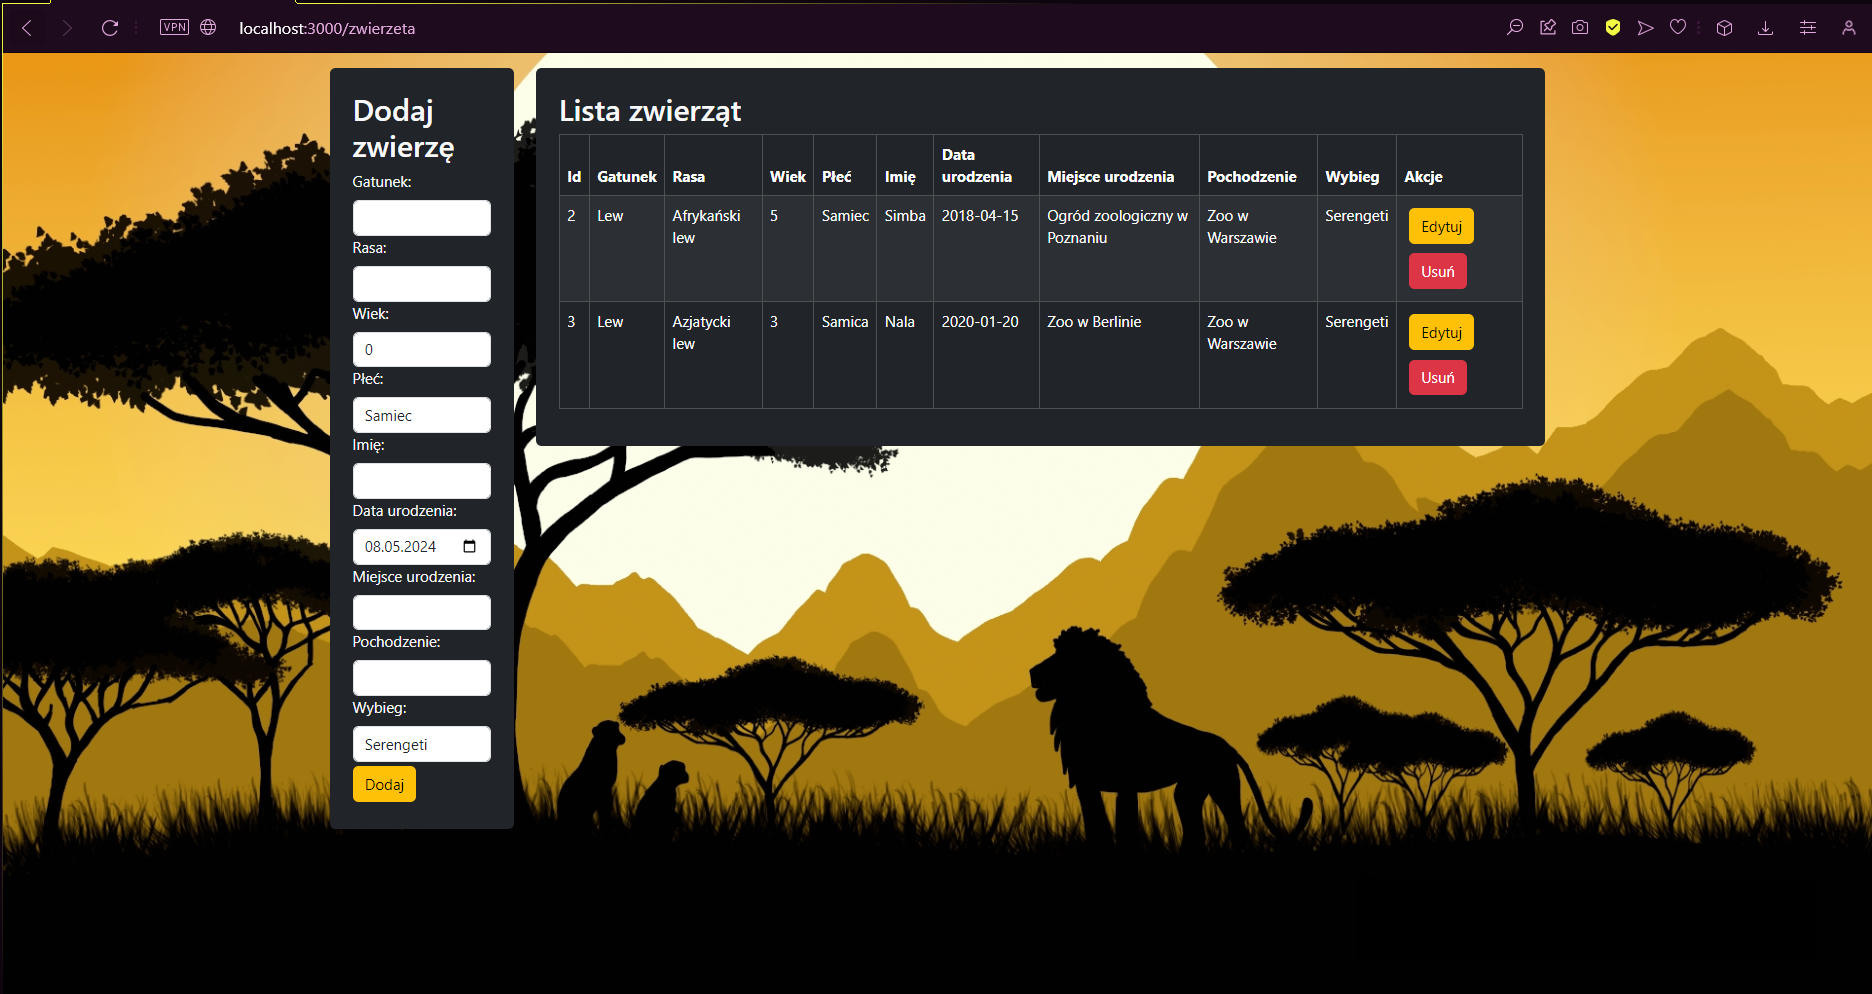 VPN localhost:3000/zwierzeta
Dodaj
zwierzę
Gatunek:
Rasa:
Wiek:
0
Płeć:
Samiec
Imię:
Data urodzenia:
08.05.2024
Miejsce urodzenia:
Pochodzenie:
Wybieg:
Serengeti
Dodaj
Lista zwierząt
Id Gatunek Rasa Wiek Płeć Imię Data urodzenia Miejsce urodzenia Pochodzenie Wybieg Akcje
2 Lew Afrykański lew 5 Samiec Simba 2018-04-15 Ogród zoologiczny w Poznaniu Zoo w Warszawie Serengeti Edytuj Usuń
3 Lew Azjatycki lew 3 Samica Nala 2020-01-20 Zoo w Berlinie Zoo w Warszawie Serengeti Edytuj Usuń